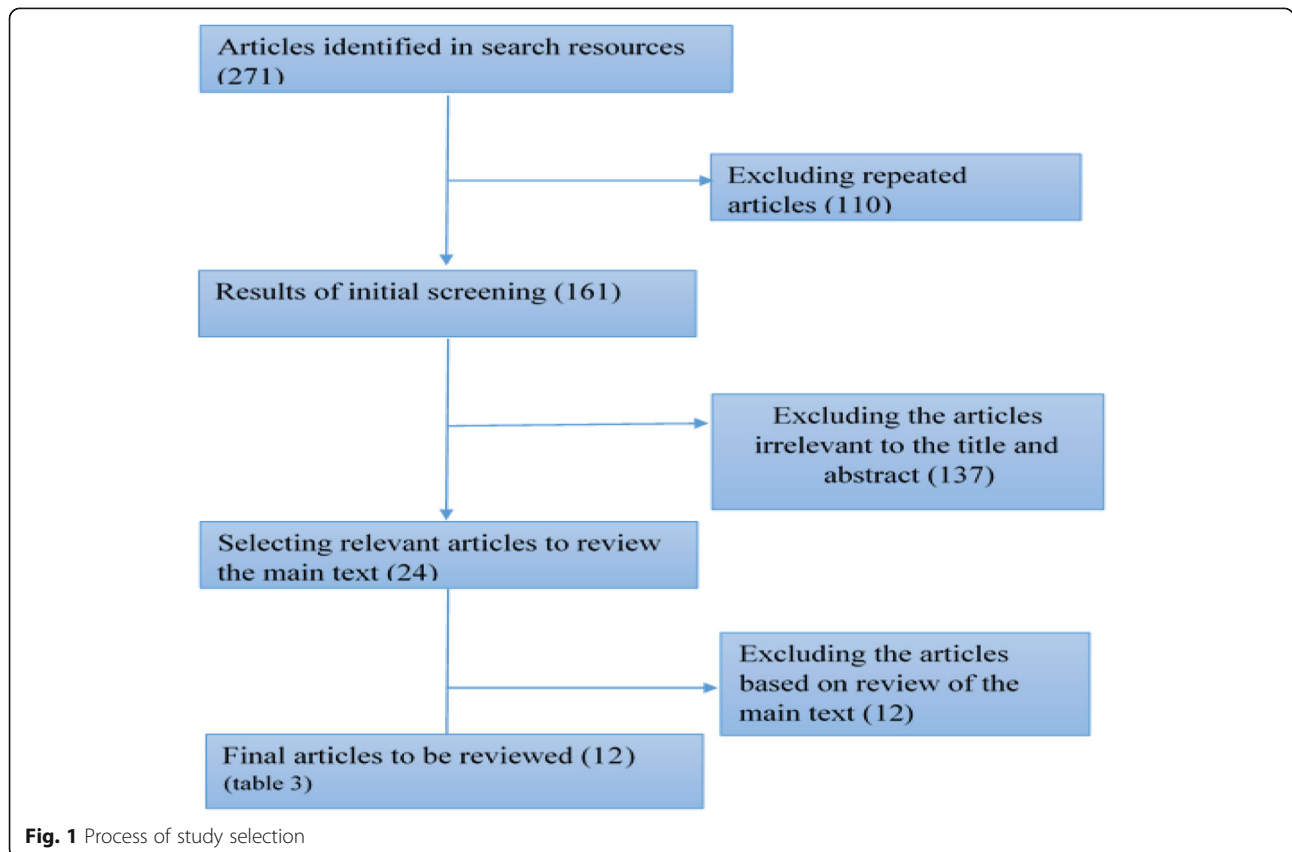 Articles identified in search resources
(271)
Excluding repeated
articles (110)
Results of initial screening (161)
Excluding the articles
irrelevant to the title and
abstract (137)
Selecting relevant articles to review
the main text (24)
Excluding the articles
based on review of the
main text (12)
Final articles to be reviewed (12)
(table 3)
Fig. 1 Process of study selection